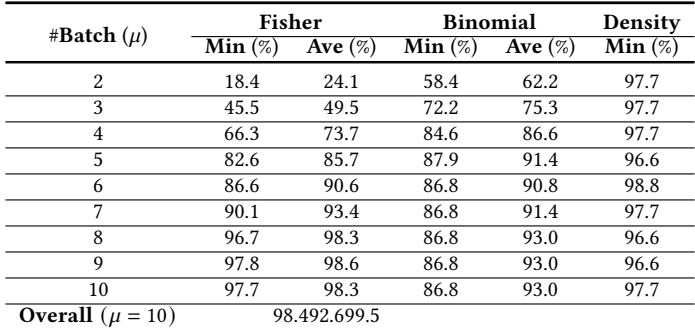 #Batch (μ) Fisher Binomial Density
Min (%) Ave (%) Min (%) Ave (%) Min (%)
2 18.4 24.1 58.4 62.2 97.7
3 45.5 49.5 72.2 75.3 97.7
4 66.3 73.7 84.6 86.6 97.7
5 82.6 85.7 87.9 91.4 96.6
6 86.6 90.6 86.8 90.8 98.8
7 90.1 93.4 86.8 91.4 97.7
8 96.7 98.3 86.8 93.0 96.6
9 97.8 98.6 86.8 93.0 96.6
10 97.7 98.3 86.8 93.0 97.7
Overall (μ = 10) 98.492.699.5